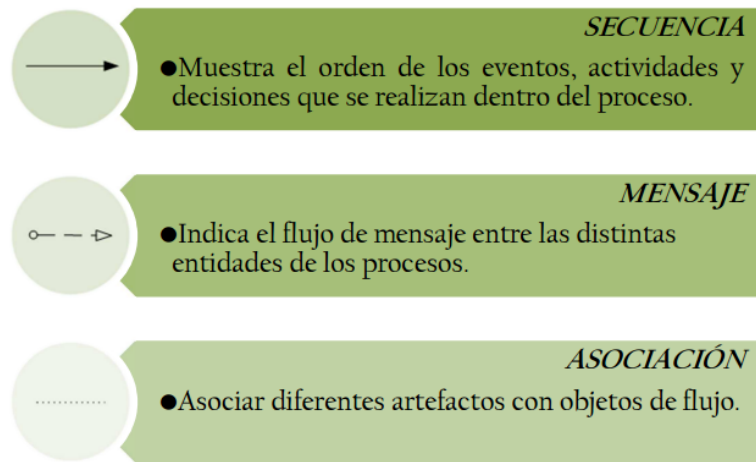 SECUENCIA
●Muestra el orden de los eventos, actividades y
decisiones que se realizan dentro del proceso.
MENSAJE
●Indica el flujo de mensaje entre las distintas
entidades de los procesos.
ASOCIACIÓN
●Asociar diferentes artefactos con objetos de flujo.